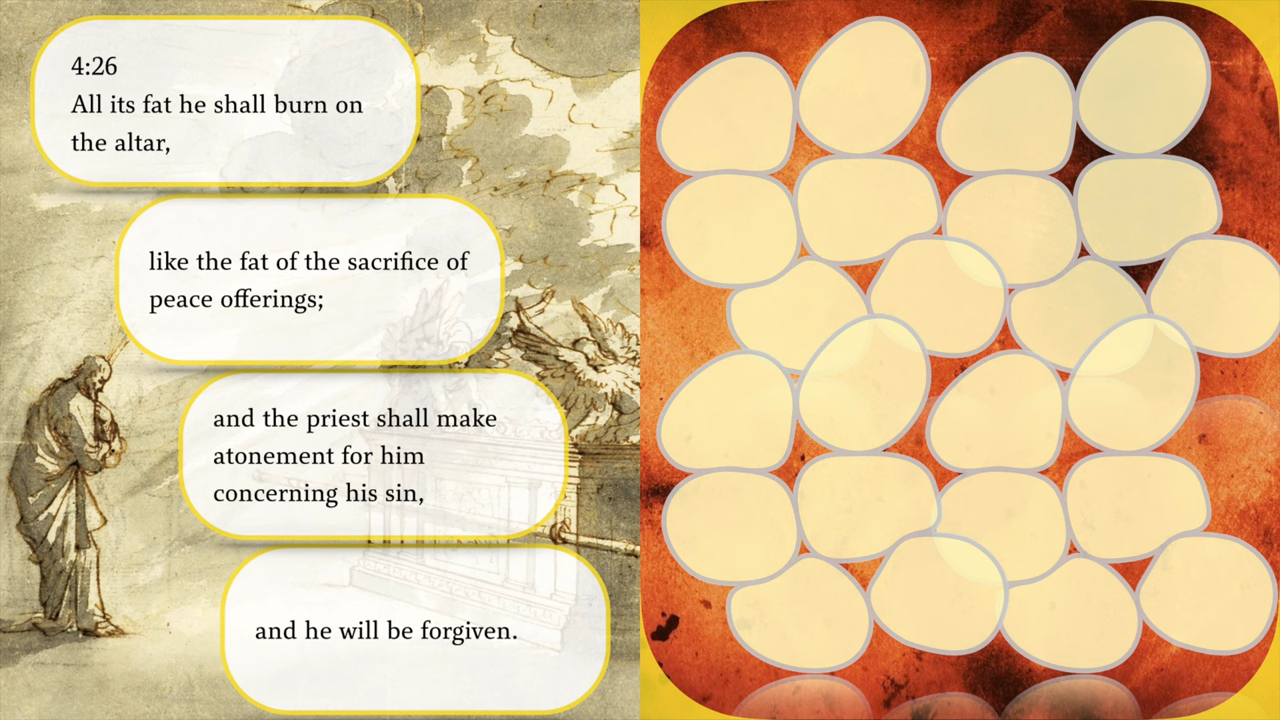 4:26
All its fat he shall burn on
the altar,
like the fat of the sacrifice of
peace offerings;
and the priest shall make
atonement for him
concerning his sin,
and he will be forgiven.